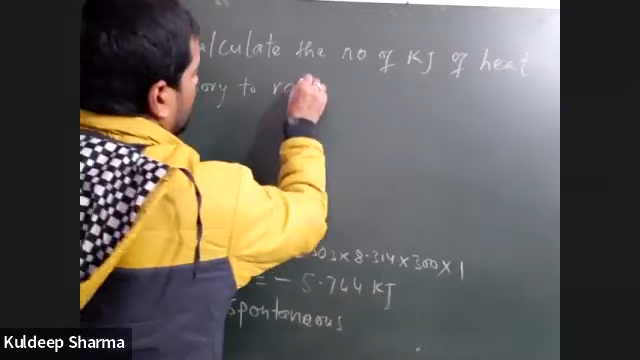 alculate the no of KJ of heat
ory to r
303 × 8.314 × 300 × 1
= - 5.744 KJ
spontaneous
Kuldeep Sharma